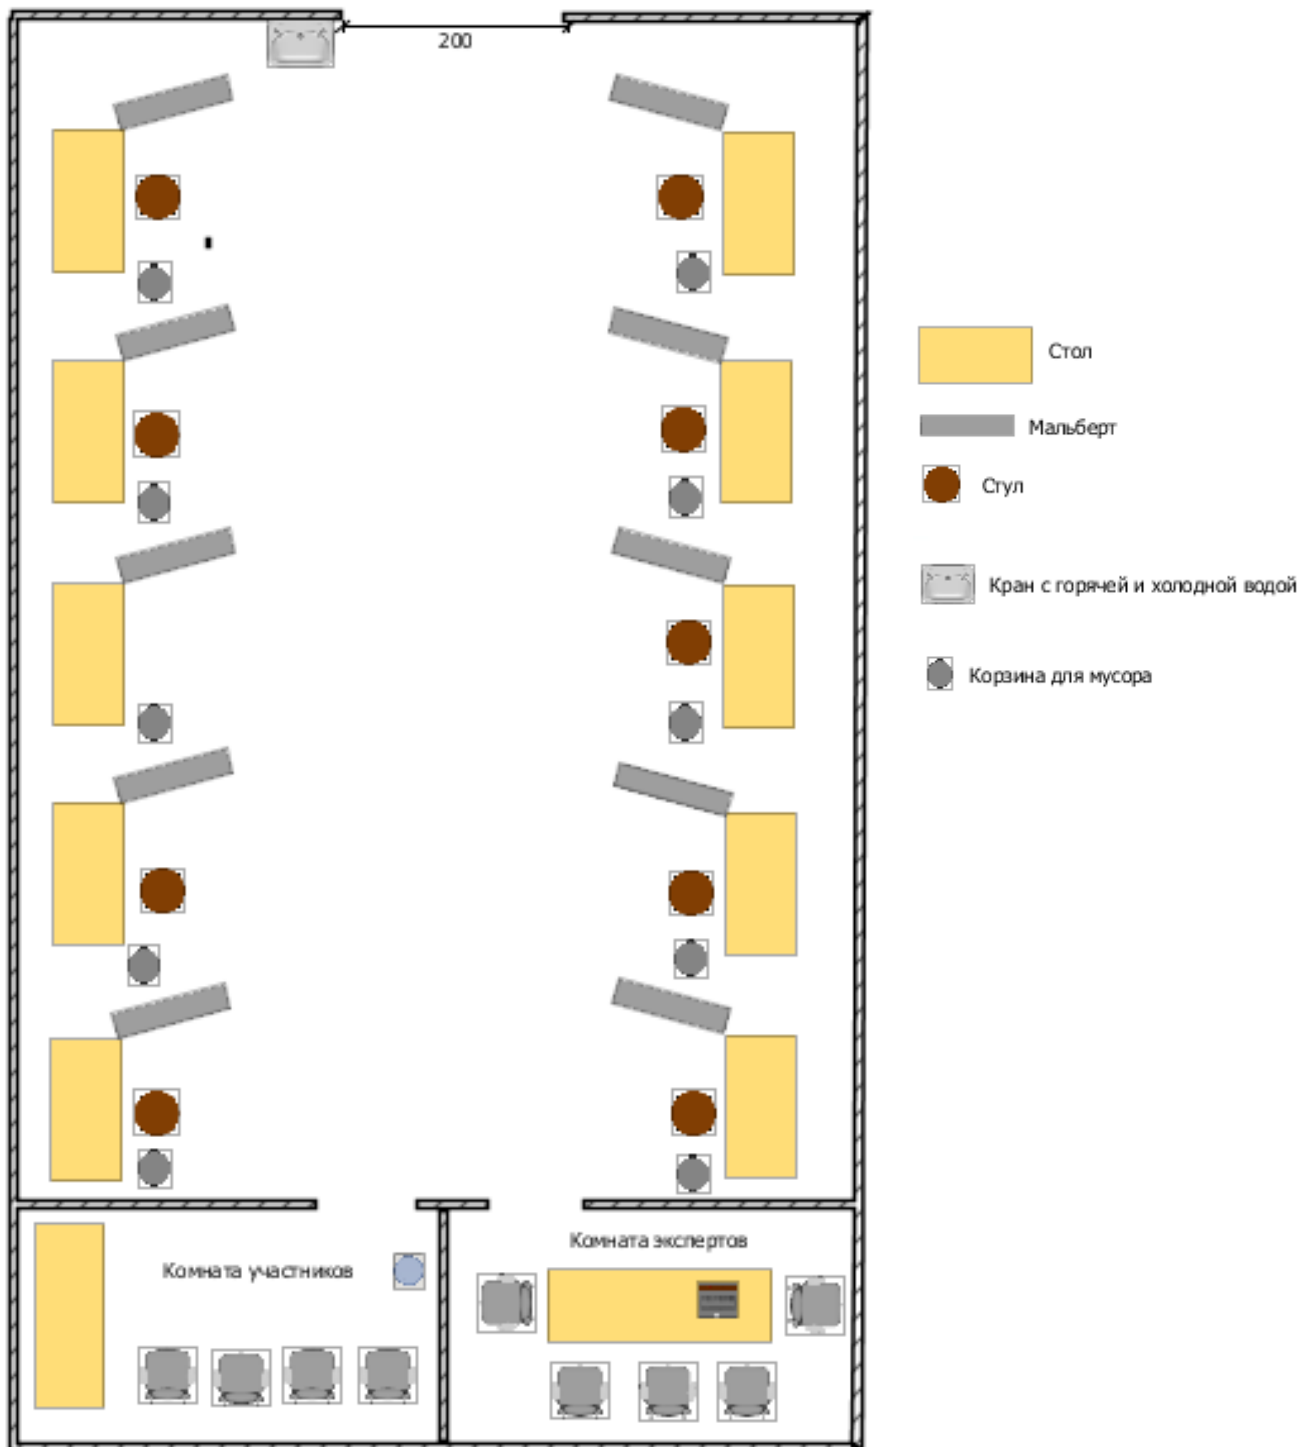 200
Стол
Мальберт
Стул
Кран с горячей и холодной водой
Корзина для мусора
Комната экспертов
Комната участников